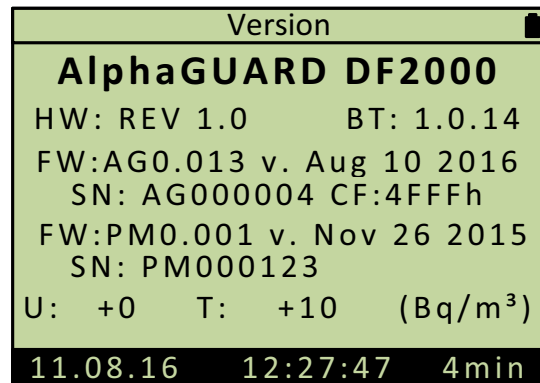 Version
AlphaGUARD DF2000
HW: REV 1.0 BT: 1.0.14
FW:AG0.013 v. Aug 10 2016
SN: AG000004 CF:4FFFh
FW:PM0.001 v. Nov 26 2015
SN: PM000123
U: +0 T: +10 (Bq/m³)
11.08.16 12:27:47 4min